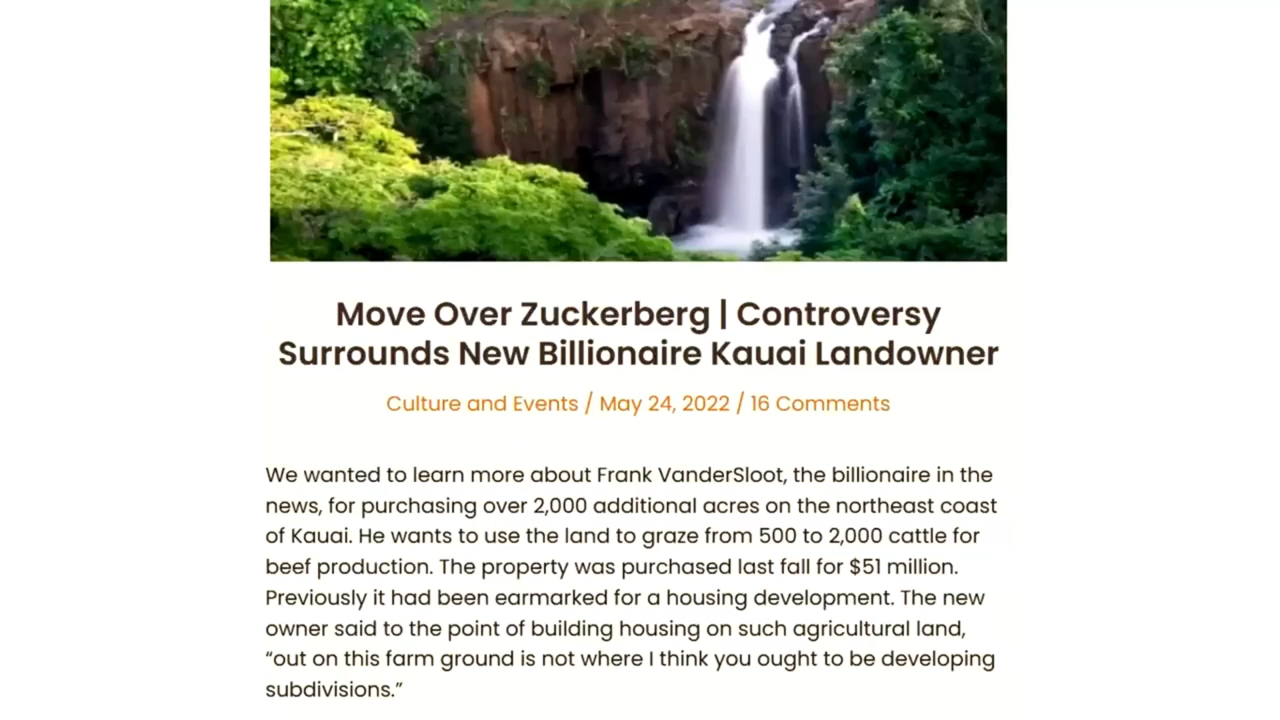 Move Over Zuckerberg | Controversy
Surrounds New Billionaire Kauai Landowner
Culture and Events / May 24, 2022 / 16 Comments
We wanted to learn more about Frank VanderSloot, the billionaire in the
news, for purchasing over 2,000 additional acres on the northeast coast
of Kauai. He wants to use the land to graze from 500 to 2,000 cattle for
beef production. The property was purchased last fall for $51 million.
Previously it had been earmarked for a housing development. The new
owner said to the point of building housing on such agricultural land,
“out on this farm ground is not where I think you ought to be developing
subdivisions.”